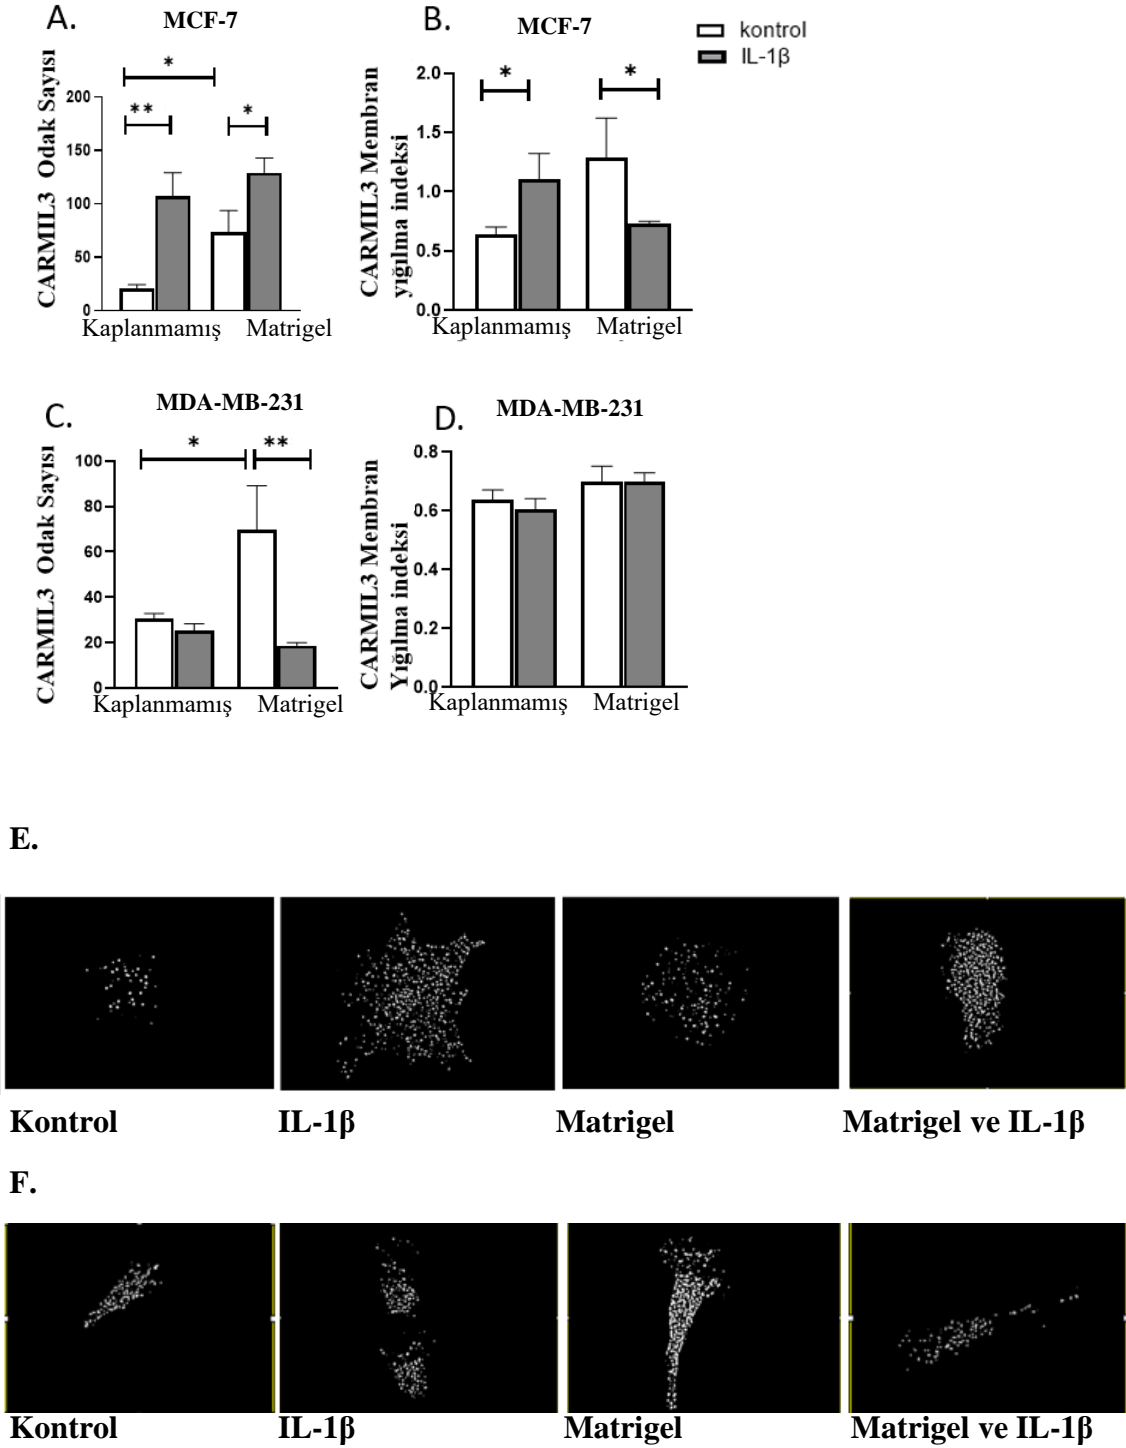 A.
MCF-7
CARMIL3 Odak Sayısı
*
**
*
200
150
100
50
0
Kaplanmamış Matrigel
B.
MCF-7
kontrol
IL-1β
CARMIL3 Membran
yığılma indeksi
*
*
2.0
1.5
1.0
0.5
0.0
Kaplanmamış Matrigel
C.
MDA-MB-231
CARMIL3 Odak Sayısı
*
**
100
80
60
40
20
0
Kaplanmamış Matrigel
D.
MDA-MB-231
CARMIL3 Membran
Yığılma indeksi
0.8
0.6
0.4
0.2
0.0
Kaplanmamış Matrigel
E.
Kontrol IL-1β Matrigel Matrigel ve IL-1β
F.
Kontrol IL-1β Matrigel Matrigel ve IL-1β